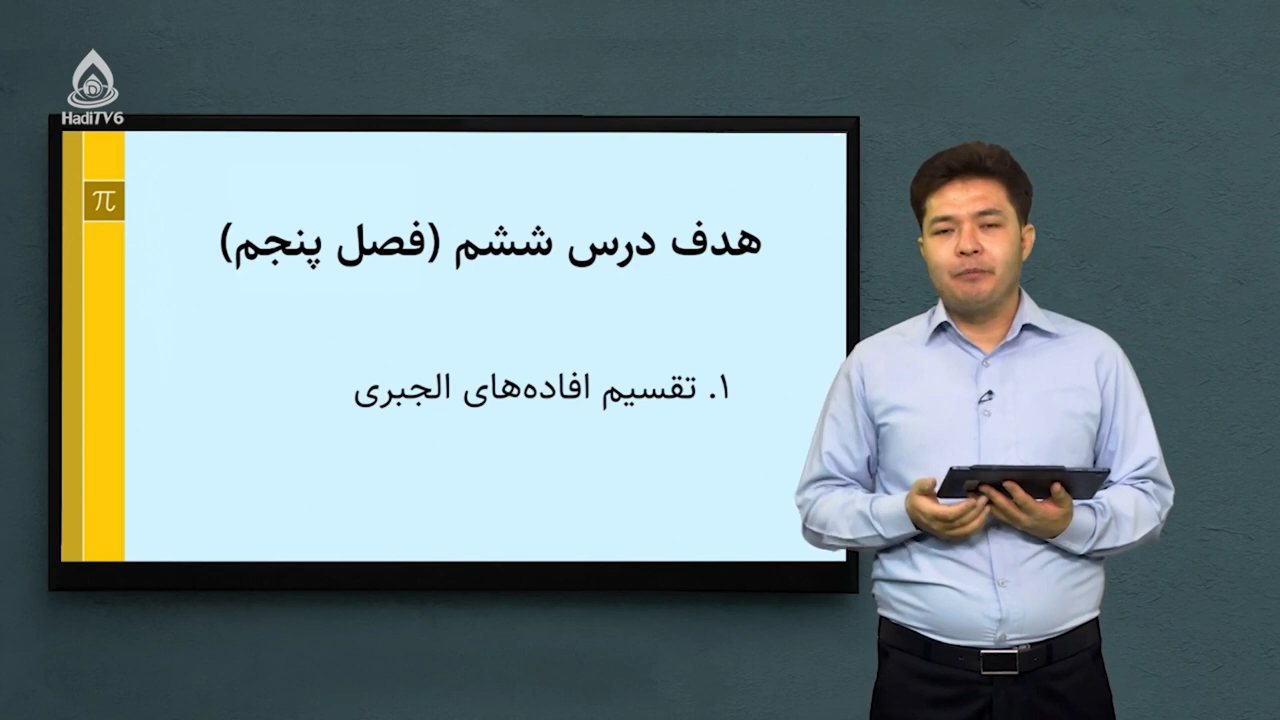 HadiTV6
π
هدف درس ششم (فصل پنجم)
۱. تقسیم افاده‌های الجبری